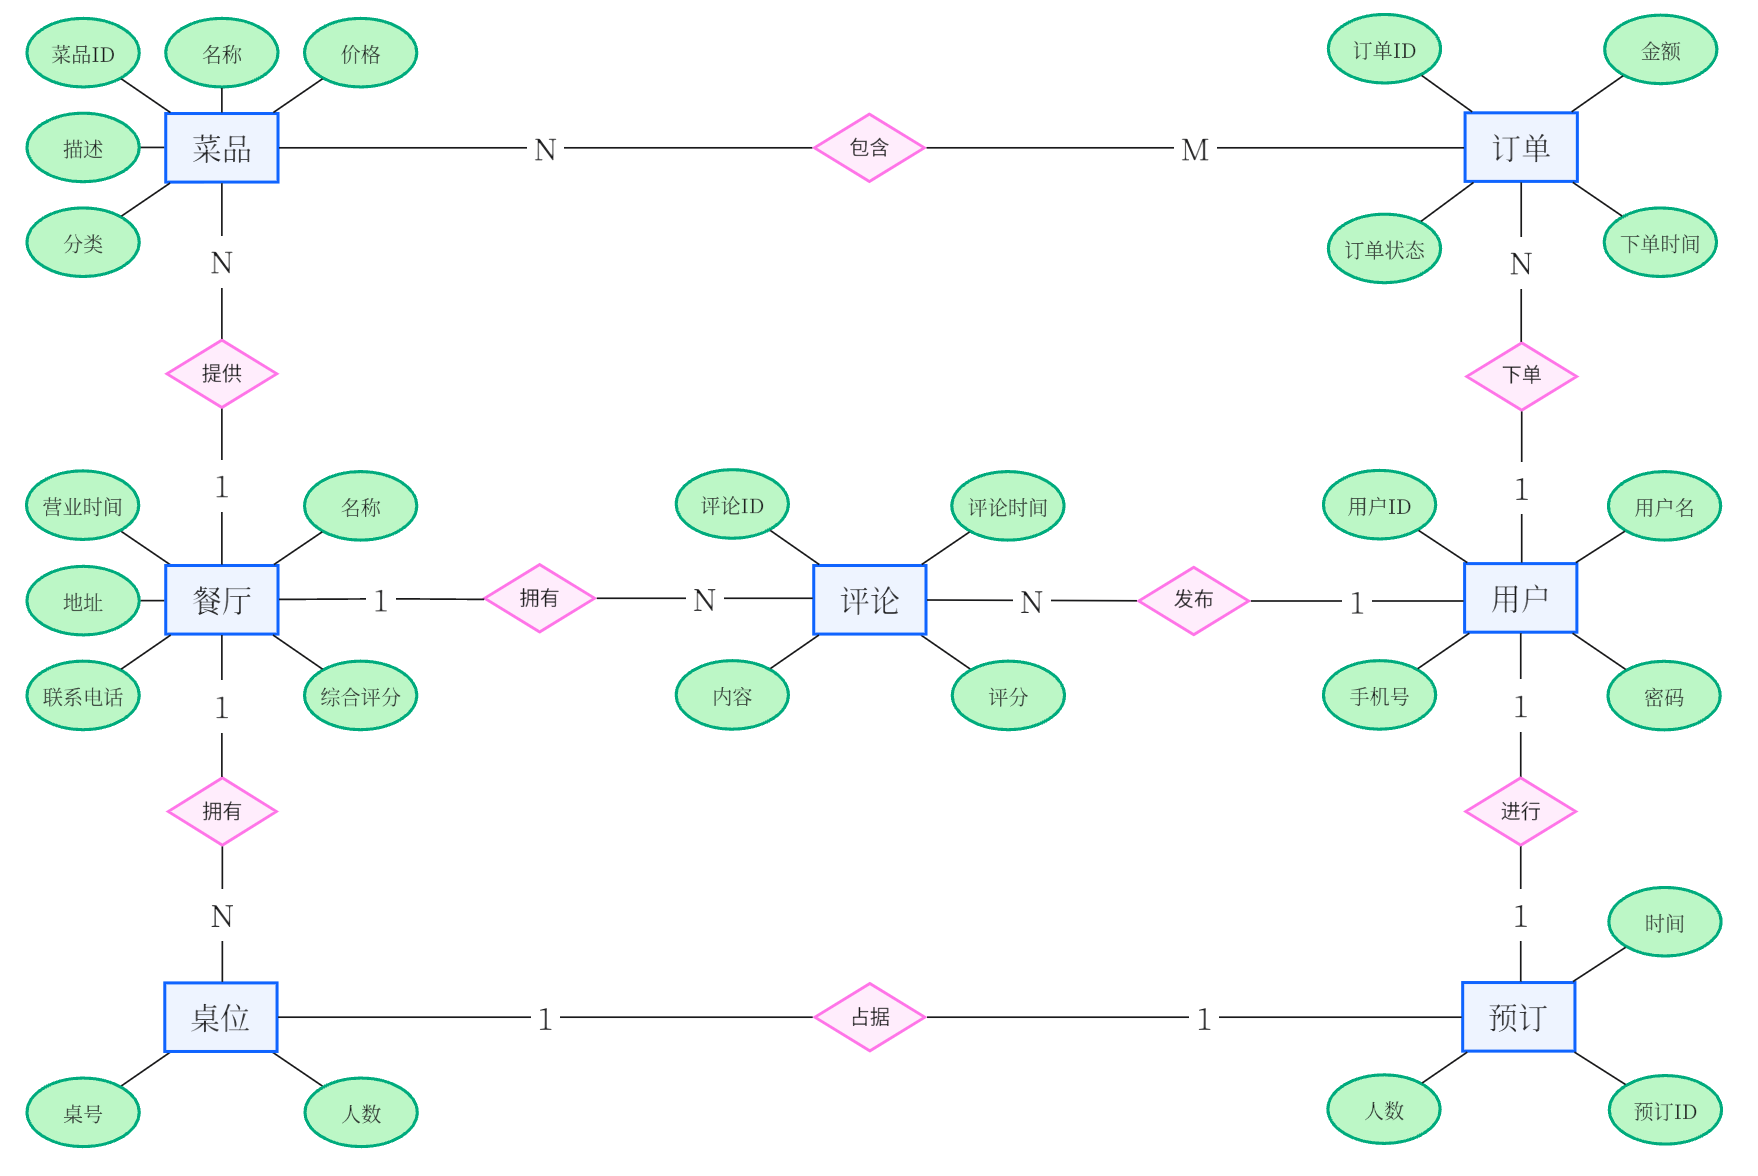 菜品ID
名称
价格
订单ID
金额
描述
菜品
N
包含
M
订单
分类
订单状态
下单时间
N
N
提供
下单
1
1
营业时间
名称
评论ID
评论时间
用户ID
用户名
地址
餐厅
1
拥有
N
评论
N
发布
1
用户
联系电话
综合评分
内容
评分
手机号
密码
1
1
拥有
进行
N
1
时间
桌位
1
占据
1
预订
桌号
人数
人数
预订ID